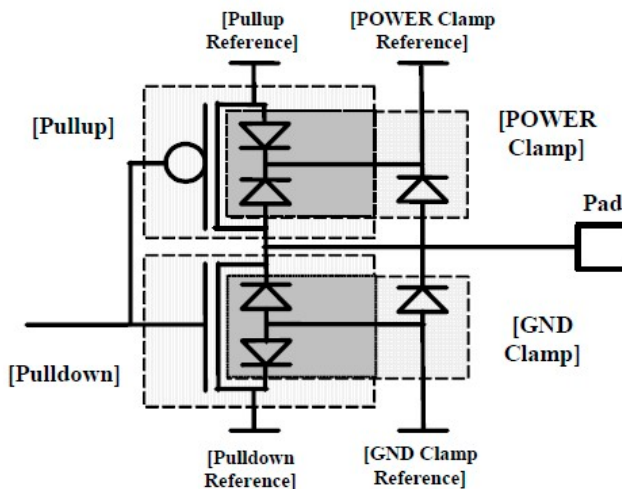 [Pullup
Reference]
[POWER Clamp
Reference]
[Pullup]
[POWER
Clamp]
Pad
[GND
Clamp]
[Pulldown]
[Pulldown
Reference]
[GND Clamp
Reference]